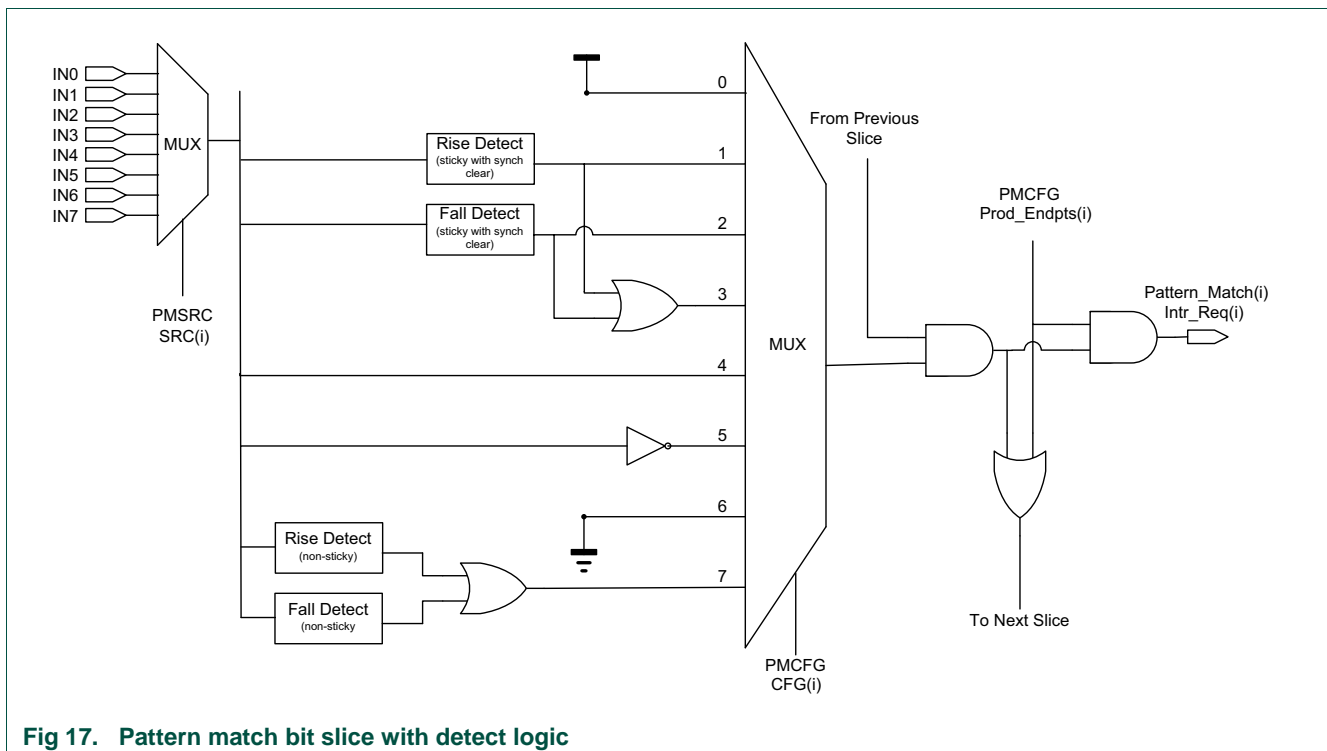 IN0
IN1
IN2
IN3
IN4
IN5
IN6
IN7
MUX
PMSRC
SRC(i)
Rise Detect
(sticky with synch
clear)
Fall Detect
(sticky with synch
clear)
Rise Detect
(non-sticky)
Fall Detect
(non-sticky
0
1
2
3
4
5
6
7
MUX
PMCFG
CFG(i)
From Previous
Slice
PMCFG
Prod_Endpts(i)
Pattern_Match(i)
Intr_Req(i)
To Next Slice
Fig 17. Pattern match bit slice with detect logic